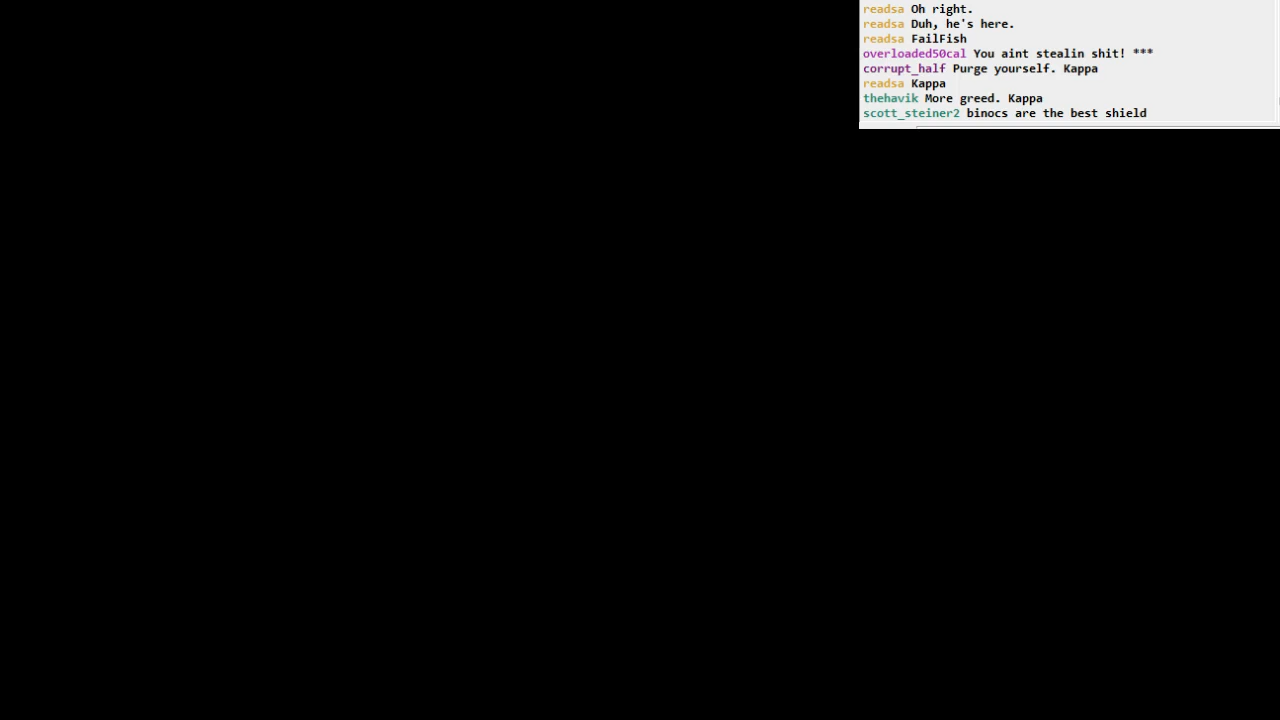 readsa Oh right.
readsa Duh, he's here.
readsa FailFish
overloaded50cal You aint stealin shit! ***
corrupt_half Purge yourself. Kappa
readsa Kappa
thehavik More greed. Kappa
scott_steiner2 binocs are the best shield